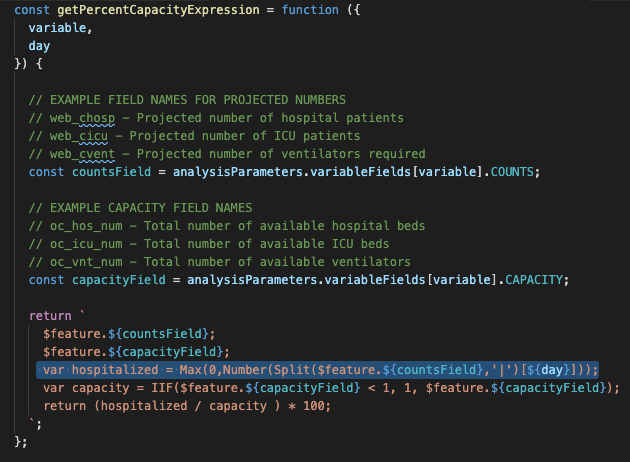 const getPercentCapacityExpression = function ({
  variable,
  day
}) {

  // EXAMPLE FIELD NAMES FOR PROJECTED NUMBERS
  // web_chosp – Projected number of hospital patients
  // web_cicu – Projected number of ICU patients
  // web_cvent – Projected number of ventilators required
  const countsField = analysisParameters.variableFields[variable].COUNTS;

  // EXAMPLE CAPACITY FIELD NAMES
  // oc_hos_num – Total number of available hospital beds
  // oc_icu_num – Total number of available ICU beds
  // oc_vnt_num – Total number of available ventilators
  const capacityField = analysisParameters.variableFields[variable].CAPACITY;

  return `
    $feature.${countsField};
    $feature.${capacityField};
    var hospitalized = Max(0,Number(Split($feature.${countsField},'|')[${day}]));
    var capacity = IIF($feature.${capacityField} < 1, 1, $feature.${capacityField});
    return (hospitalized / capacity ) * 100;
  `;
};